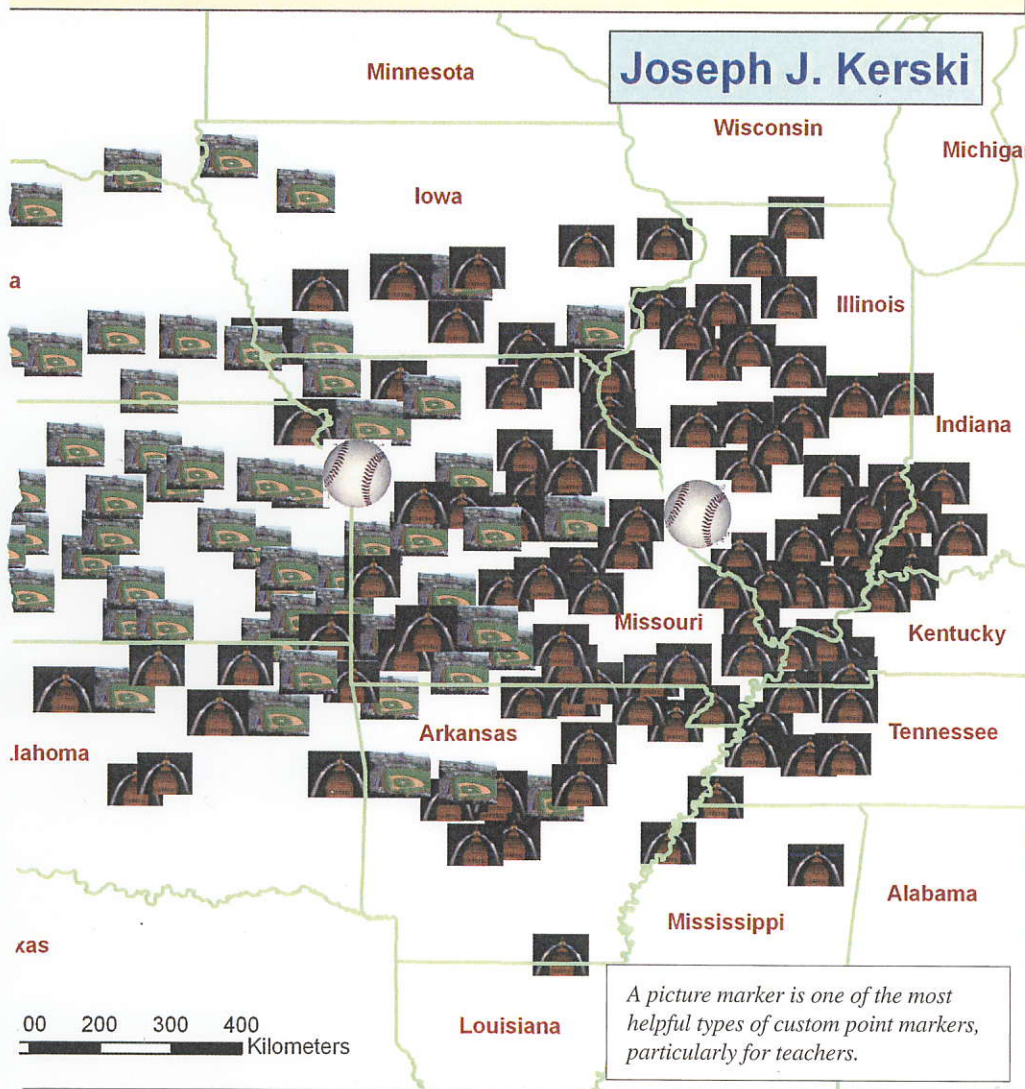 Joseph J. Kerski
Minnesota
Wisconsin
Michiga
Iowa
a
Illinois
Indiana
Missouri
Kentucky
Arkansas
Tennessee
lahoma
Alabama
Mississippi
xas
Louisiana
00 200 300 400
Kilometers
A picture marker is one of the most
helpful types of custom point markers,
particularly for teachers.